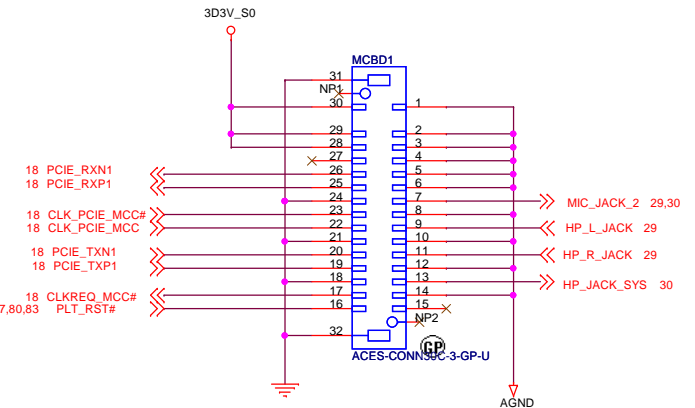 3D3V_S0
MCBD1
31
NP1
30
1
29
2
28
3
27
4
18 PCIE_RXN1
26
5
18 PCIE_RXP1
25
6
24
7
MIC_JACK_2 29,30
18 CLK_PCIE_MCC#
23
8
18 CLK_PCIE_MCC
22
9
HP_L_JACK 29
21
10
18 PCIE_TXN1
20
11
HP_R_JACK 29
18 PCIE_TXP1
19
12
18
13
HP_JACK_SYS 30
18 CLKREQ_MCC#
17
14
7,80,83 PLT_RST#
16
15
NP2
32
GP
ACES-CONN30C-3-GP-U
AGND